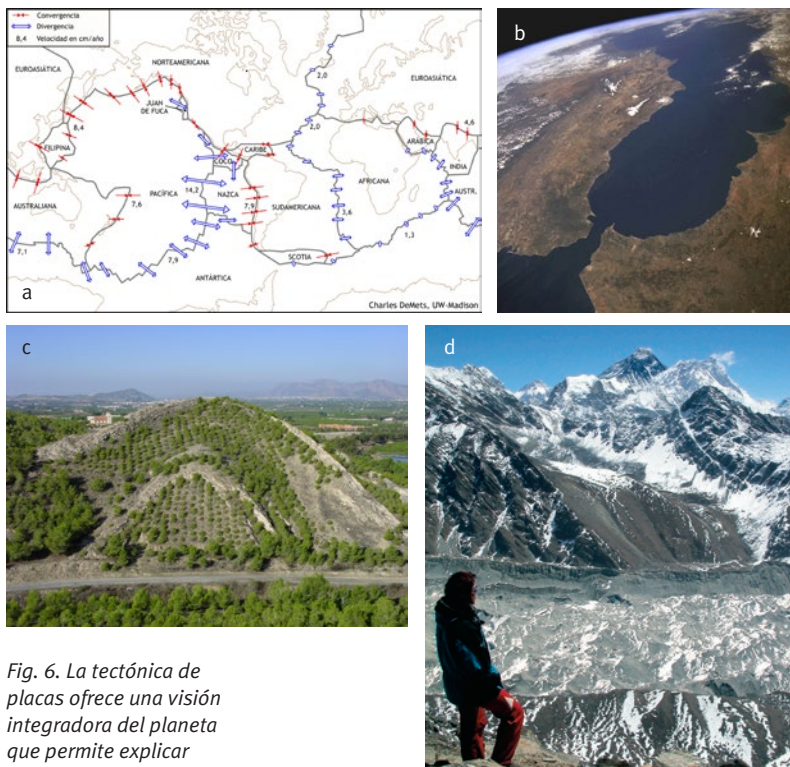 Convergencia
Divergencia
8,4 Velocidad en cm/año
EUROASIÁTICA
NORTEAMERICANA
JUAN
DE FUCA
8,4
FILIPINA
AUSTRALIANA
7,6
PACÍFICA
14,2
COCO
CARIBE
NAZCA
7,9
SUDAMERICANA
2,0
2,0
EUROASIÁTICA
4,6
ARÁBICA
INDIA
AFRICANA
AUSTR.
3,6
1,3
7,1
7,9
SCOTIA
ANTÁRTICA
a
Charles DeMets, UW-Madison
b
c
d
Fig. 6. La tectónica de
placas ofrece una visión
integradora del planeta
que permite explicar